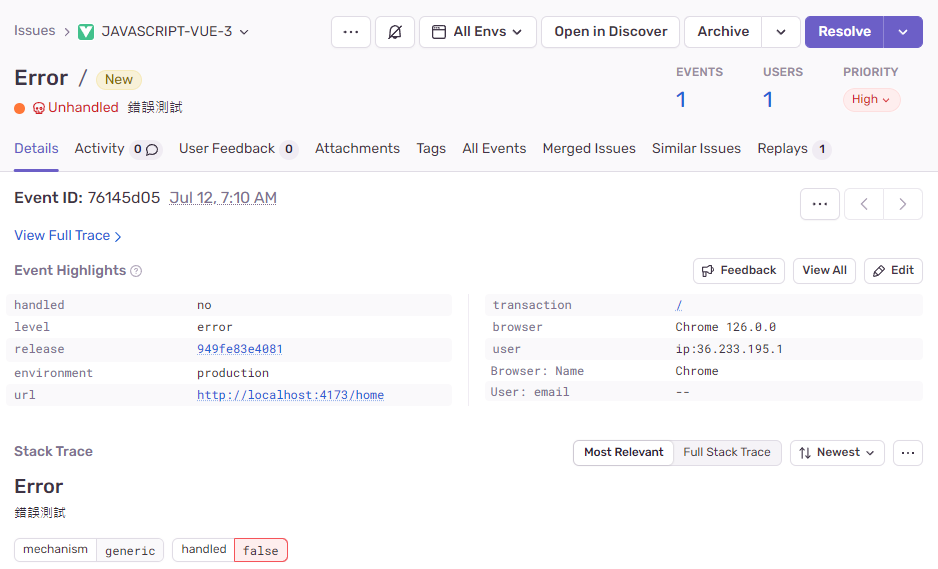 Issues > JAVASCRIPT-VUE-3
All Envs
Open in Discover
Archive
Resolve
Error / New
Unhandled 錯誤測試
EVENTS USERS PRIORITY
1 1 High
Details Activity 0 User Feedback 0 Attachments Tags All Events Merged Issues Similar Issues Replays 1
Event ID: 76145d05 Jul 12, 7:10 AM
View Full Trace >
Event Highlights ?
Feedback View All Edit
handled no
level error
release 949fe83e4081
environment production
url http://localhost:4173/home
transaction /
browser Chrome 126.0.0
user ip:36.233.195.1
Browser: Name Chrome
User: email --
Stack Trace
Most Relevant Full Stack Trace Newest
Error
錯誤測試
mechanism generic handled false